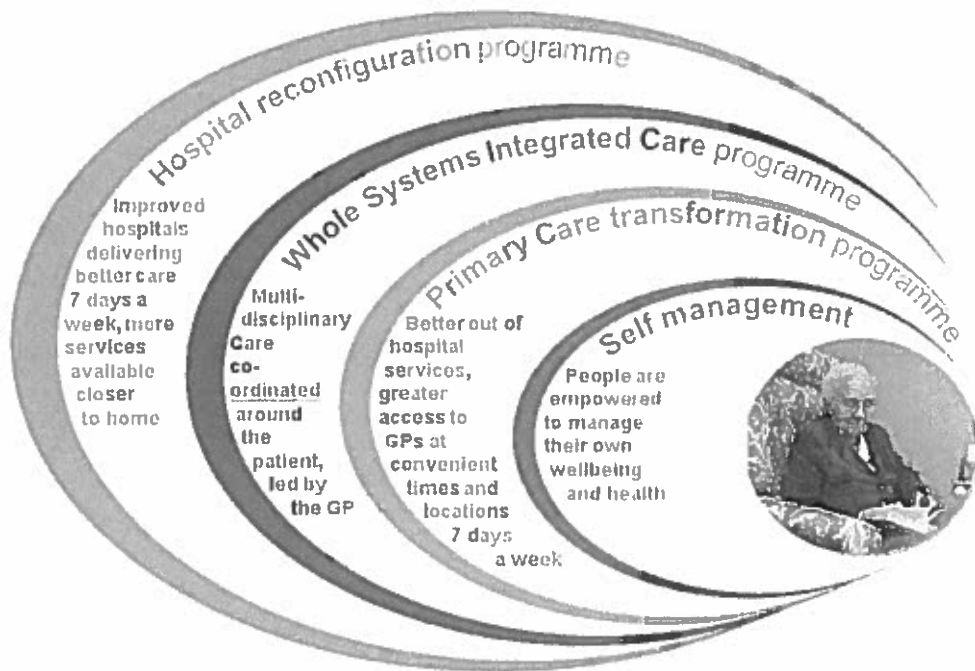 Hospital reconfiguration programme
Improved
hospitals
delivering
better care
7 days a
week, more
services
available
closer
to home
Whole Systems Integrated Care programme
Multi-
disciplinary
Care
co-
ordinated
around
the
patient,
led by
the GP
Primary Care transformation programme
Better out of
hospital
services,
greater
access to
GPs at
convenient
times and
locations
7 days
a week
Self management
People are
empowered
to manage
their own
wellbeing
and health